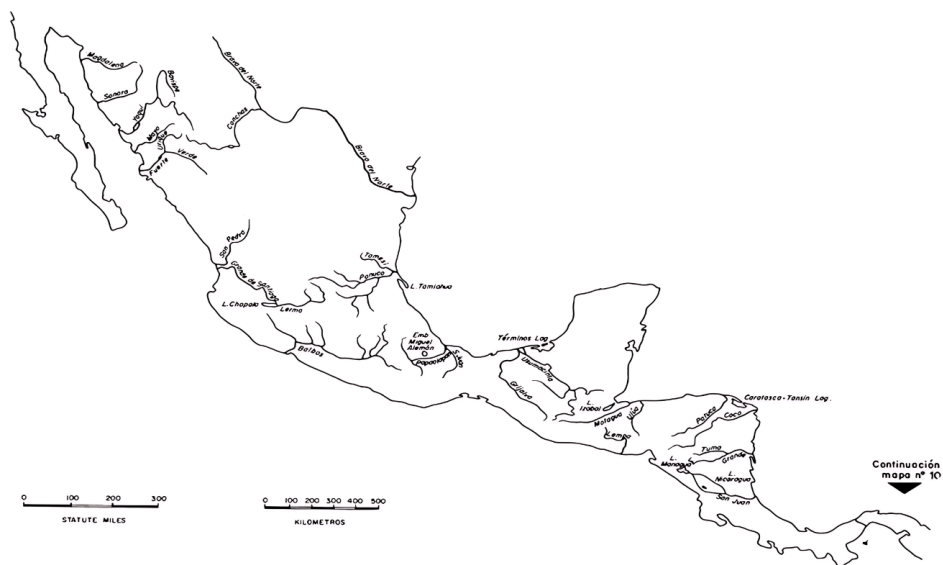 Magdalena
Sonora
Bavispe
Yaqui
Mayo
Urique
Fuerte
Verde
Conchos
Bravo del Norte
Bravo del Norte
San Pedro
Grande de Santiago
L. Chapala
Lerma
Tamesi
Panuco
L. Tamiahua
Balbas
Emb
Miguel
Alemán
Papaloapan
S. Juan
Términos Lag.
Usumacinta
Grijalva
L.
Izabal
Motagua
Ulua
Lempa
Patuca
Coco
Caratasca-Tansin Lag.
Tuma
Grande
L.
Managua
L.
Nicaragua
San Juan
Continuación
mapa nº 10
0 100 200 300
STATUTE MILES
0 100 200 300 400 500
KILOMETROS